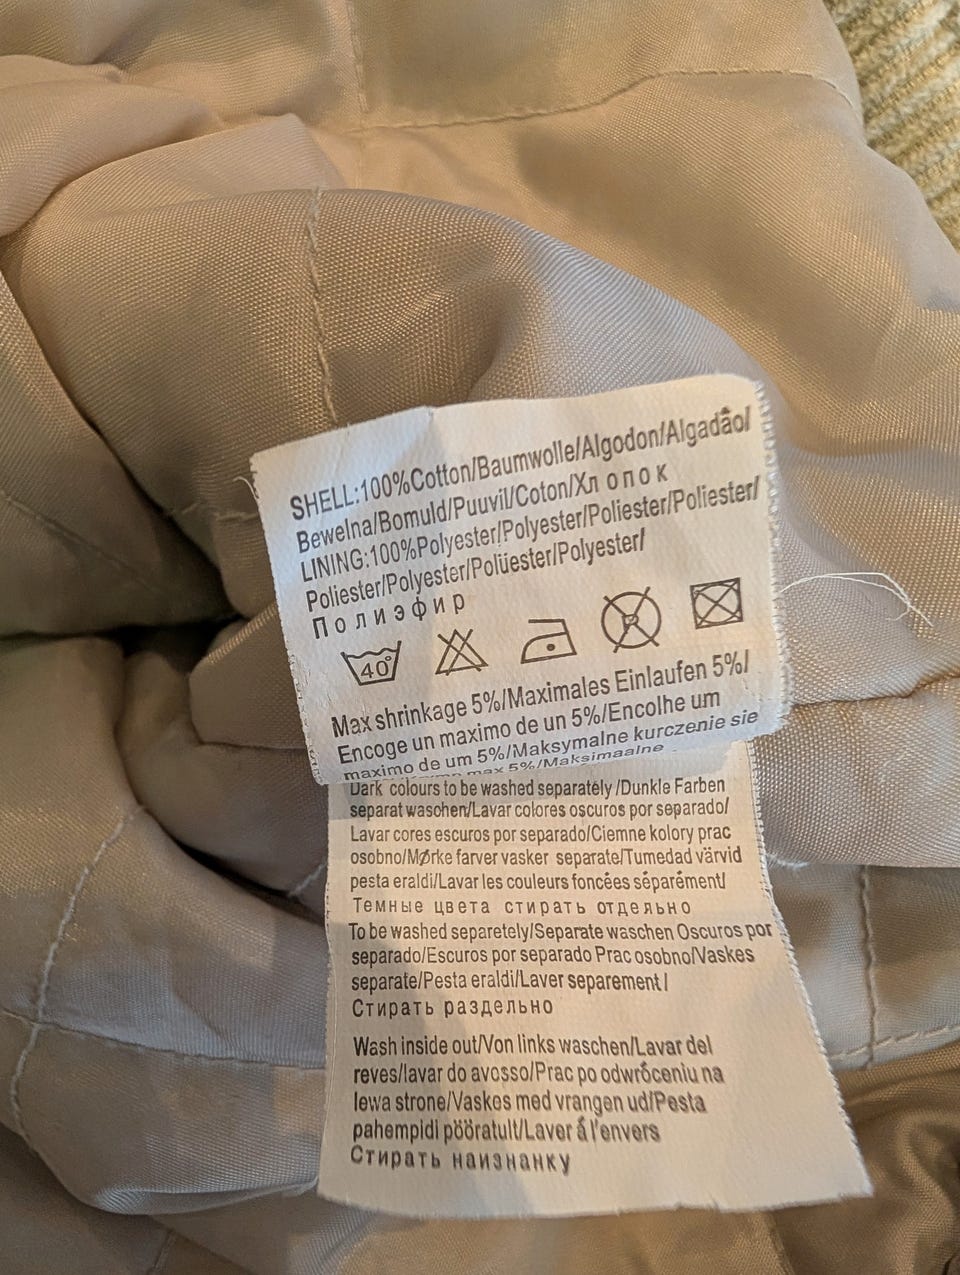 SHELL:100%Cotton/Baumwolle/Algodon/Algadão/
Bewelna/Bomuld/Puuvil/Coton/Хл о п о к
LINING:100%Polyester/Polyester/Poliester/Poliester/
Poliester/Polyester/Polüester/Polyester/
П о л и э ф и р
40°
Max shrinkage 5%/Maximales Einlaufen 5%/
Encoge un maximo de un 5%/Encolhe um
maximo de um 5%/Maksymalne kurczenie sie
max 5%/Maksimaalne
Dark colours to be washed separately /Dunkle Farben
separat waschen/Lavar colores oscuros por separado/
Lavar cores escuros por separado/Ciemne kolory prac
osobno/Mørke farver vasker separate/Tumedad värvid
pesta eraldi/Lavar les couleurs foncées séparément/
Темные цвета стирать отдельно
To be washed separetely/Separate waschen Oscuros por
separado/Escuros por separado Prac osobno/Vaskes
separate/Pesta eraldi/Laver separement/
Стирать раздельно
Wash inside out/Von links waschen/Lavar del
reves/lavar do avosso/Prac po odwróceniu na
lewa strone/Vaskes med vrangen ud/Pesta
pahempidi pööratult/Laver á l'envers
Стирать наизнанку